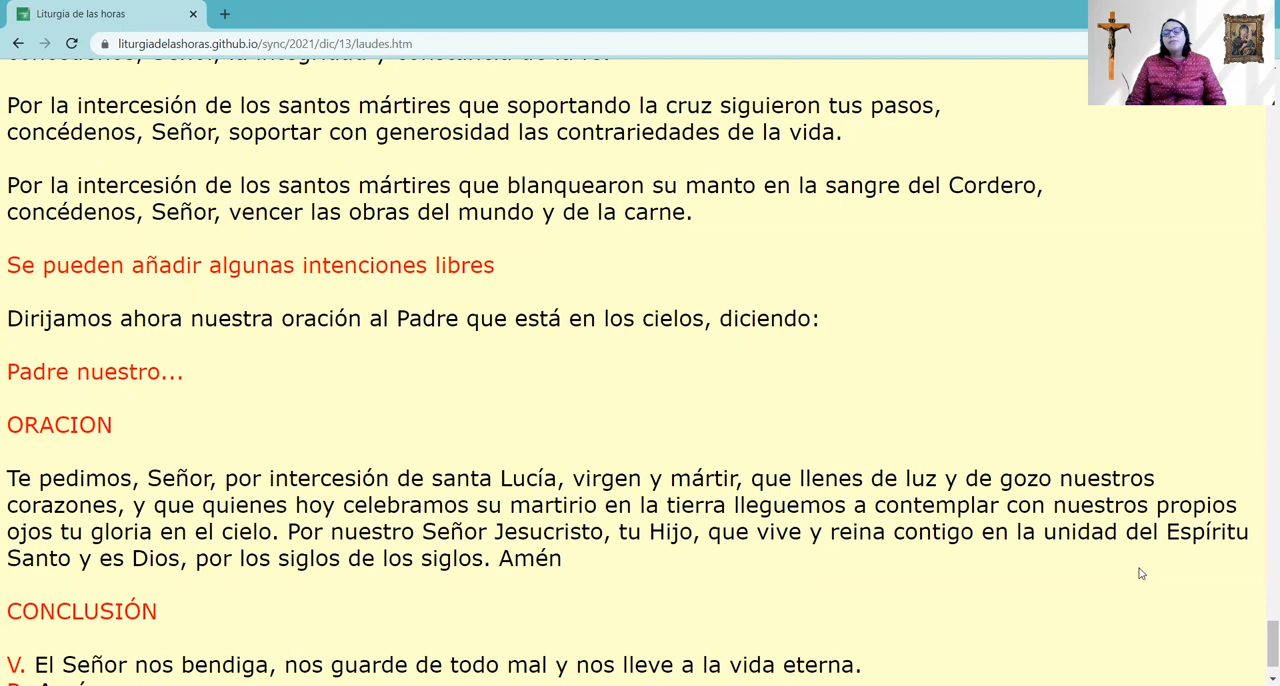 Liturgia de las horas
liturgiadelashoras.github.io/sync/2021/dic/13/laudes.htm
concédenos, Señor, la integridad y constancia de la fe.
Por la intercesión de los santos mártires que soportando la cruz siguieron tus pasos,
concédenos, Señor, soportar con generosidad las contrariedades de la vida.
Por la intercesión de los santos mártires que blanquearon su manto en la sangre del Cordero,
concédenos, Señor, vencer las obras del mundo y de la carne.
Se pueden añadir algunas intenciones libres
Dirijamos ahora nuestra oración al Padre que está en los cielos, diciendo:
Padre nuestro...
ORACION
Te pedimos, Señor, por intercesión de santa Lucía, virgen y mártir, que llenes de luz y de gozo nuestros
corazones, y que quienes hoy celebramos su martirio en la tierra lleguemos a contemplar con nuestros propios
ojos tu gloria en el cielo. Por nuestro Señor Jesucristo, tu Hijo, que vive y reina contigo en la unidad del Espíritu
Santo y es Dios, por los siglos de los siglos. Amén
CONCLUSIÓN
V. El Señor nos bendiga, nos guarde de todo mal y nos lleve a la vida eterna.